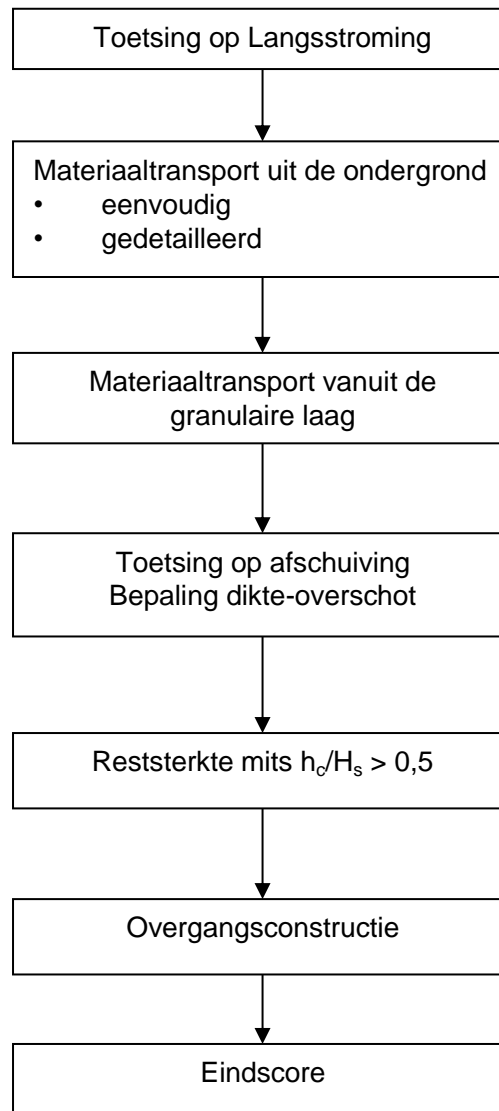 Toetsing op Langsstroming
Materiaaltransport uit de ondergrond
• eenvoudig
• gedetailleerd
Materiaaltransport vanuit de
granulaire laag
Toetsing op afschuiving
Bepaling dikte-overschot
Reststerkte mits hc/Hs > 0,5
Overgangsconstructie
Eindscore